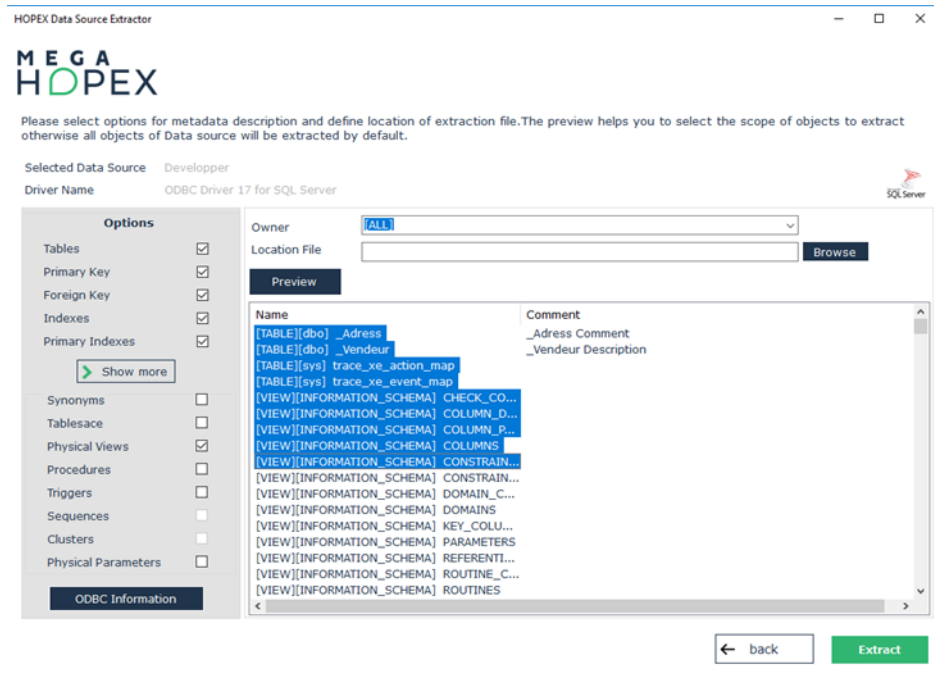 HOPEX Data Source Extractor
MEGA
HOPEX
Please select options for metadata description and define location of extraction file.The preview helps you to select the scope of objects to extract
otherwise all objects of Data source will be extracted by default.
Selected Data Source Developper
Driver Name ODBC Driver 17 for SQL Server
SQL Server
Options
Tables
Primary Key
Foreign Key
Indexes
Primary Indexes
Show more
Synonyms
Tablesace
Physical Views
Procedures
Triggers
Sequences
Clusters
Physical Parameters
ODBC Information
Owner [ALL]
Location File Browse
Preview
Name Comment
[TABLE][dbo] _Adress _Adress Comment
[TABLE][dbo] _Vendeur _Vendeur Description
[TABLE][sys] trace_xe_action_map
[TABLE][sys] trace_xe_event_map
[VIEW][INFORMATION_SCHEMA] CHECK_CO...
[VIEW][INFORMATION_SCHEMA] COLUMN_D...
[VIEW][INFORMATION_SCHEMA] COLUMN_P...
[VIEW][INFORMATION_SCHEMA] COLUMNS
[VIEW][INFORMATION_SCHEMA] CONSTRAIN...
[VIEW][INFORMATION_SCHEMA] CONSTRAIN...
[VIEW][INFORMATION_SCHEMA] DOMAIN_C...
[VIEW][INFORMATION_SCHEMA] DOMAINS
[VIEW][INFORMATION_SCHEMA] KEY_COLU...
[VIEW][INFORMATION_SCHEMA] PARAMETERS
[VIEW][INFORMATION_SCHEMA] REFERENTI...
[VIEW][INFORMATION_SCHEMA] ROUTINE_C...
[VIEW][INFORMATION_SCHEMA] ROUTINES
back
Extract